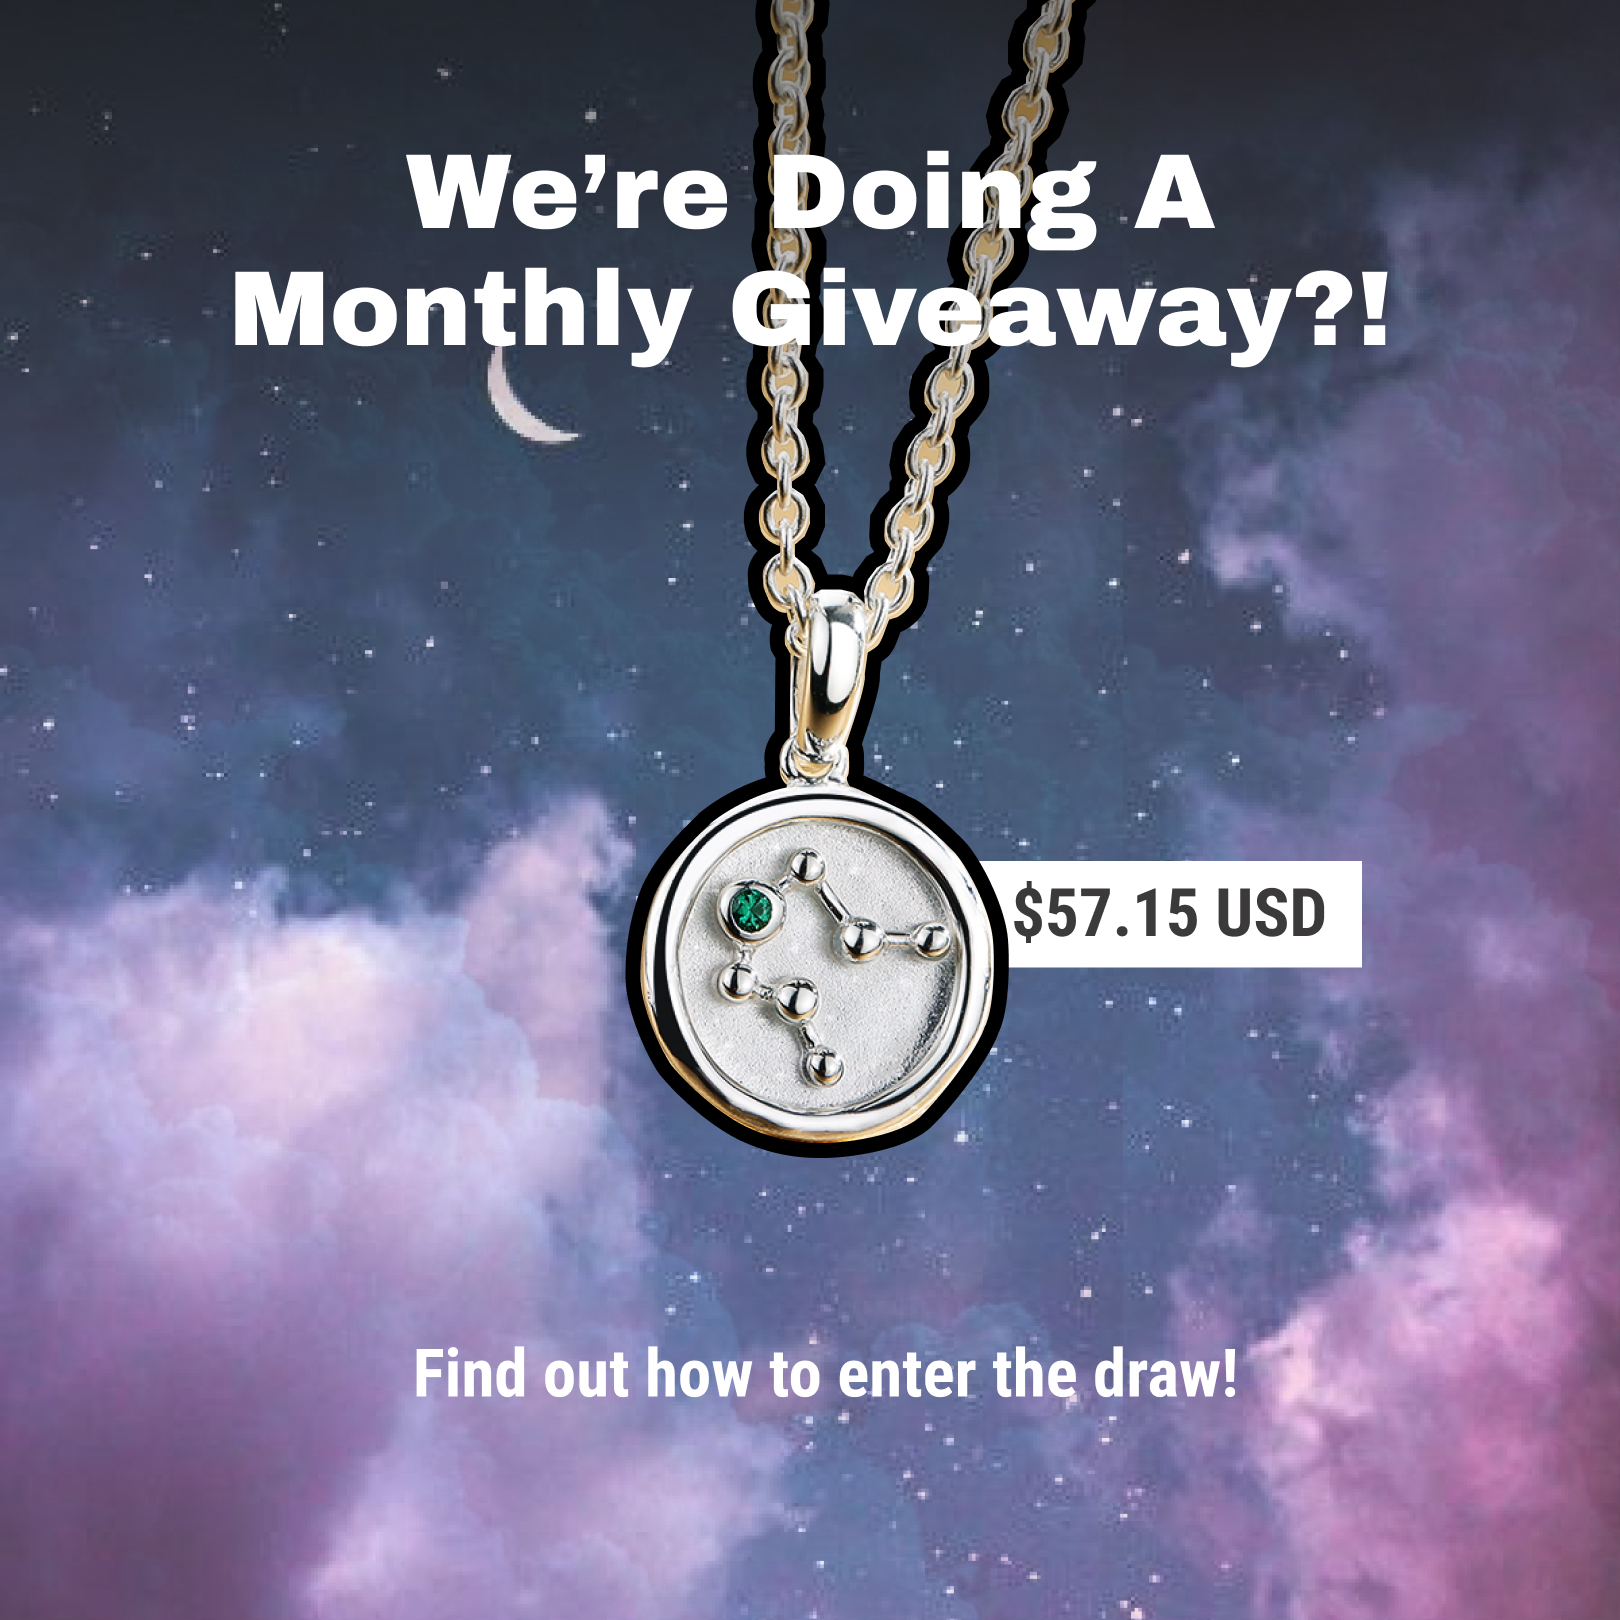 We’re Doing A
Monthly Giveaway?!
$57.15 USD
Find out how to enter the draw!